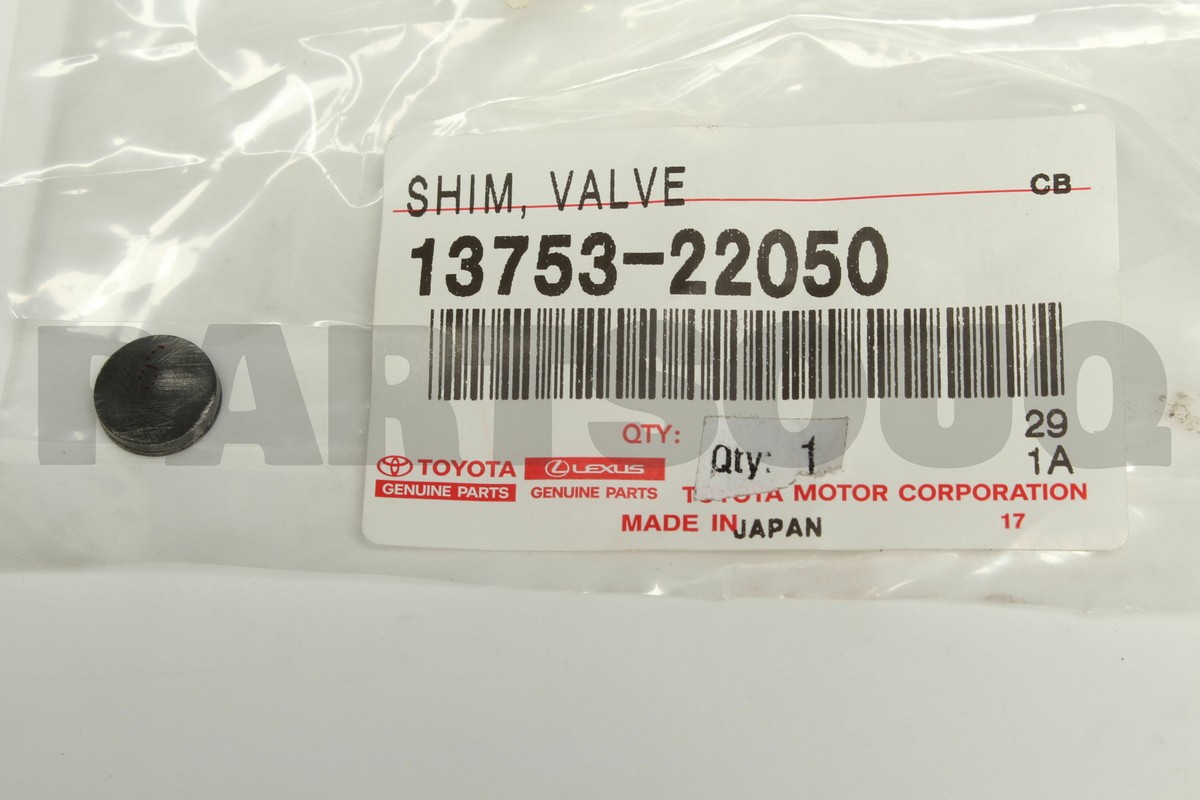 SHIM, VALVE CB
13753-22050
PARTSOUQ
QTY: Qty: 1 29
1A
TOYOTA LEXUS
GENUINE PARTS GENUINE PARTS TOYOTA MOTOR CORPORATION
MADE IN JAPAN 17